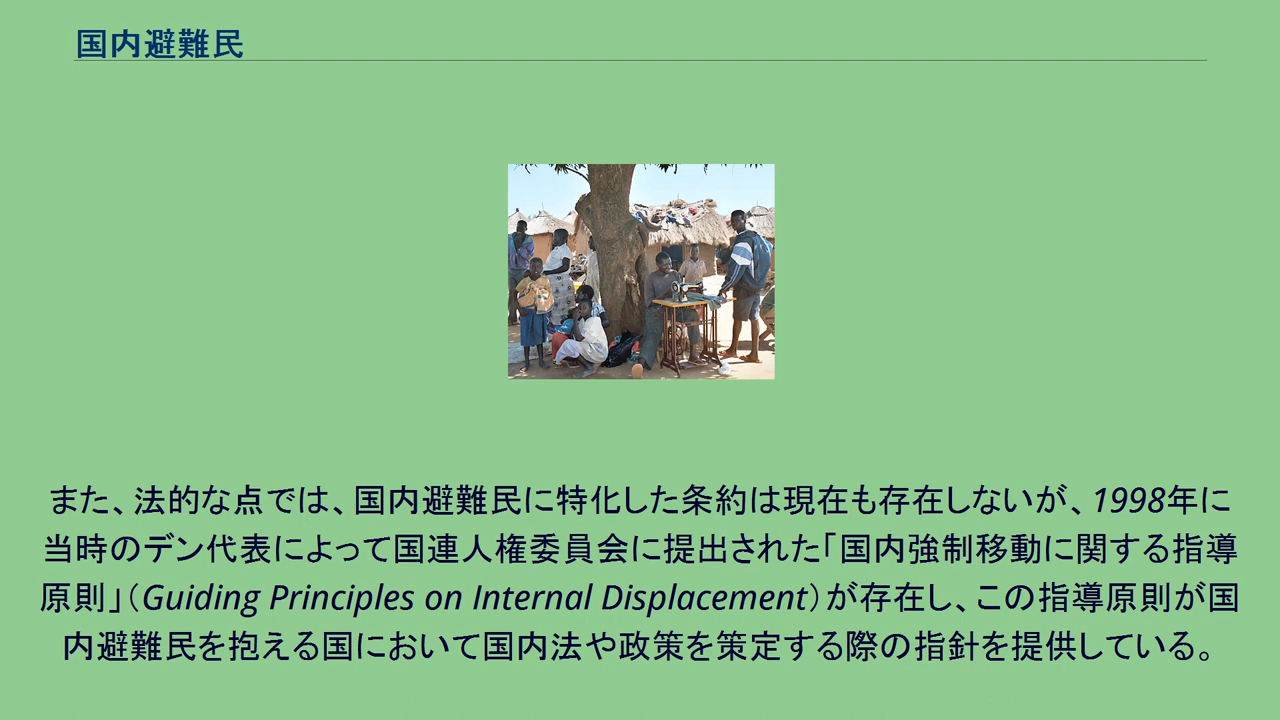 国内避難民
また、法的な点では、国内避難民に特化した条約は現在も存在しないが、1998年に
当時のデン代表によって国連人権委員会に提出された「国内強制移動に関する指導
原則」（Guiding Principles on Internal Displacement）が存在し、この指導原則が国
内避難民を抱える国において国内法や政策を策定する際の指針を提供している。